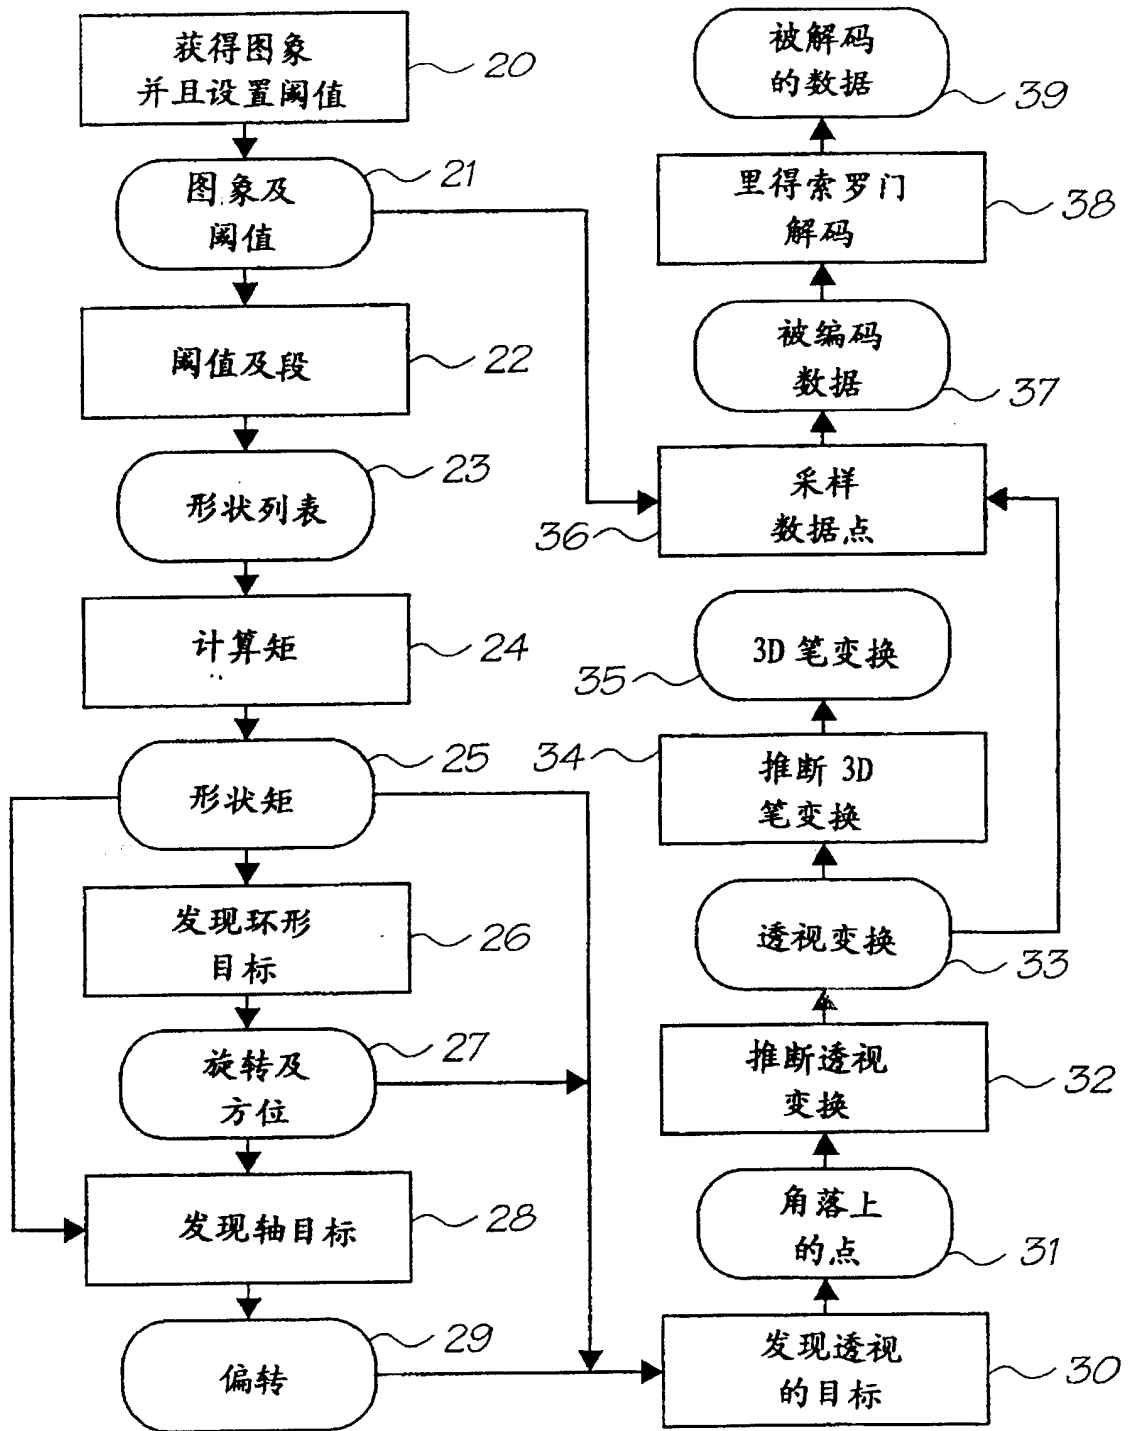 获得图象
并且设置阈值
20
图象及
阈值
21
阈值及段
22
形状列表
23
计算矩
24
形状矩
25
发现环形
目标
26
旋转及
方位
27
发现轴目标
28
偏转
29
被解码
的数据
39
里得索罗门
解码
38
被编码
数据
37
采样
数据点
36
3D 笔变换
35
推断 3D
笔变换
34
透视变换
33
推断透视
变换
32
角落上
的点
31
发现透视
的目标
30